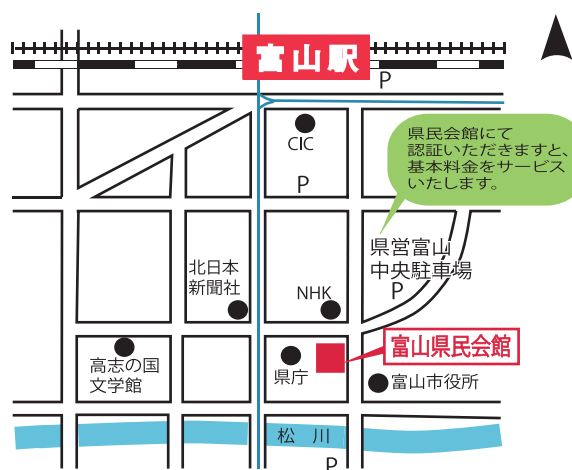 富山駅
P
CIC
県民会館にて
認証いただきますと、
基本料金をサービス
いたします。
P
県営富山
中央駐車場
P
北日本
新聞社
NHK
富山県民会館
高志の国
文学館
県庁
富山市役所
松川
P